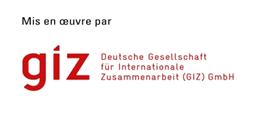 Mis en œuvre par
giz
Deutsche Gesellschaft
für Internationale
Zusammenarbeit (GIZ) GmbH